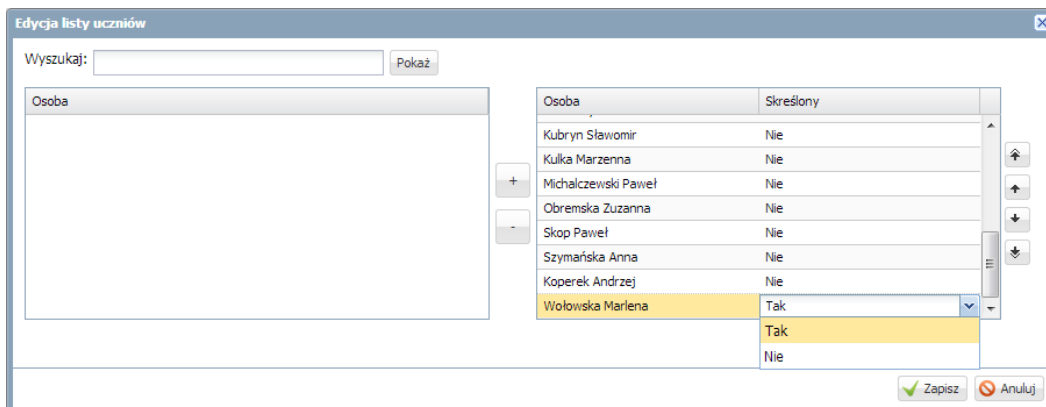 Edycja listy uczniów
Wyszukaj: Pokaż
Osoba
Osoba Skreślony
Kubryn Sławomir Nie
Kulka Marzenna Nie
+
Michalczewski Paweł Nie
Obremska Zuzanna Nie
-
Skop Paweł Nie
Szymańska Anna Nie
Koperek Andrzej Nie
Wołowska Marlena Tak
Tak
Nie
Zapisz Anuluj